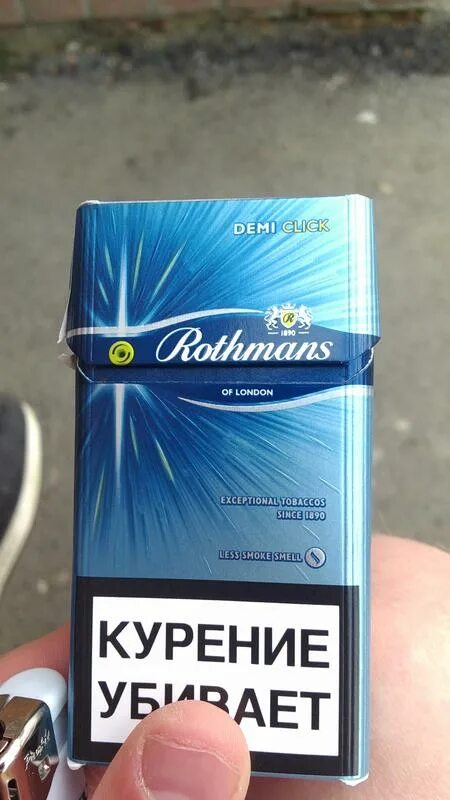 DEMI CLICK
R
1890
Rothmans
OF LONDON
EXCEPTIONAL TOBACCOS
SINCE 1890
LESS SMOKE SMELL
КУРЕНИЕ
УБИВАЕТ